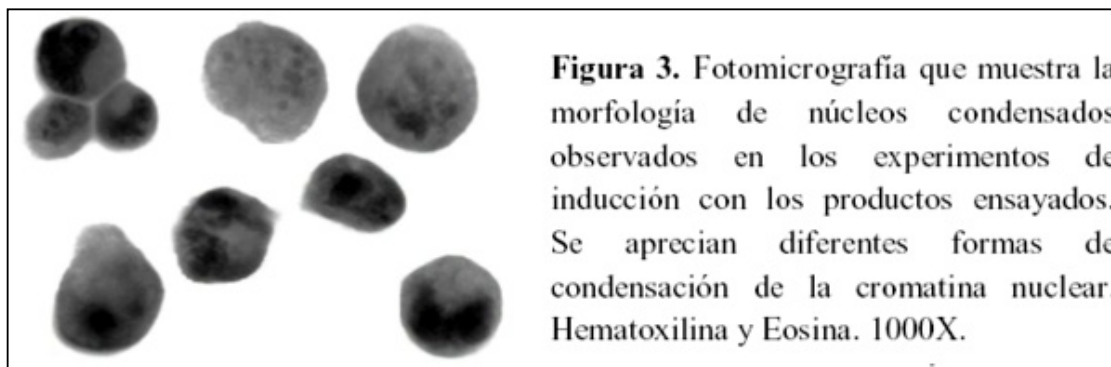 Figura 3. Fotomicrografía que muestra la
morfología de núcleos condensados
observados en los experimentos de
inducción con los productos ensayados.
Se aprecian diferentes formas de
condensación de la cromatina nuclear.
Hematoxilina y Eosina. 1000X.